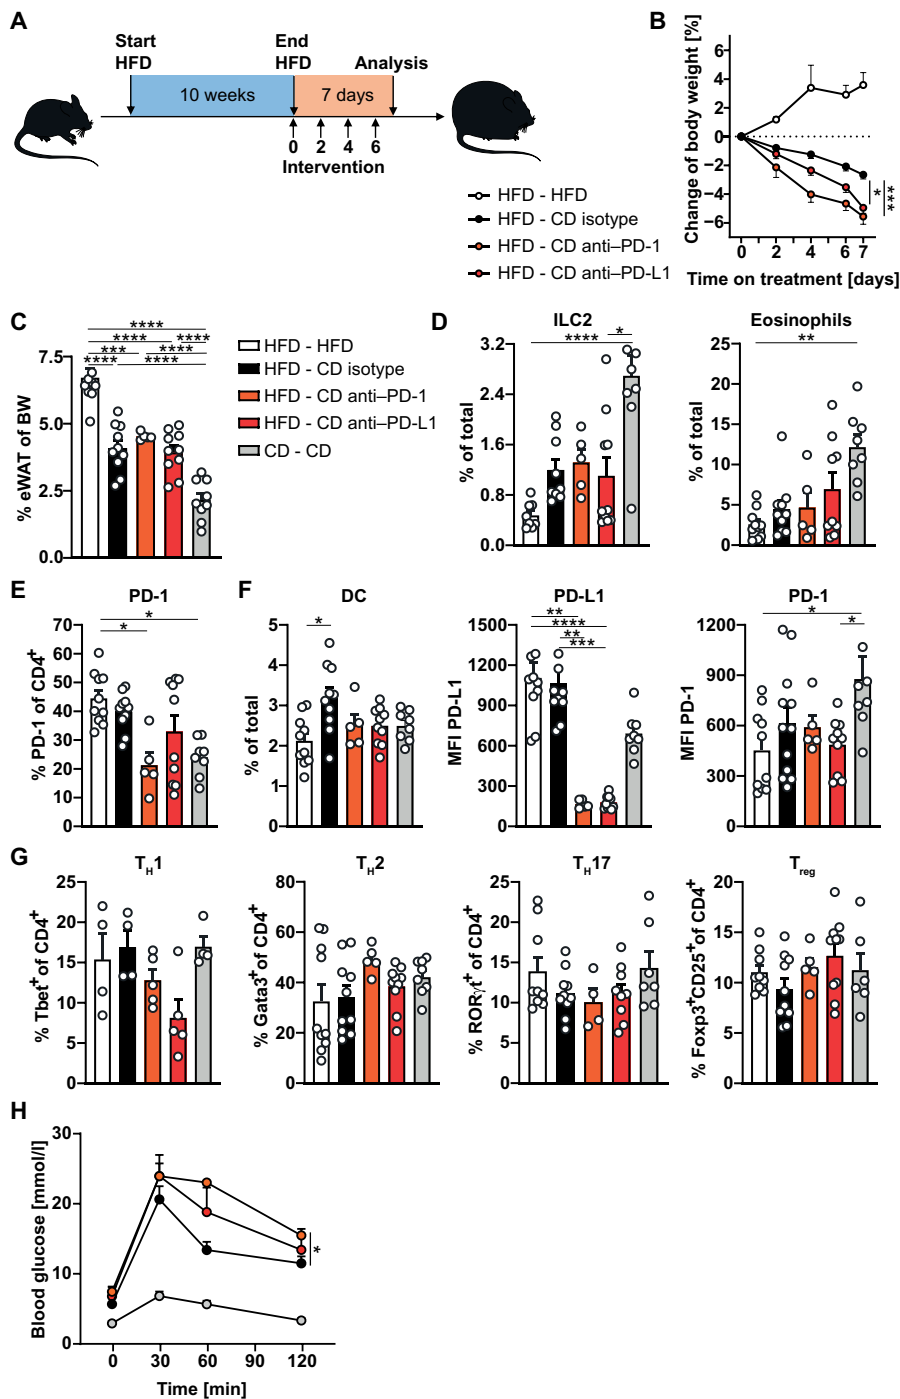 A
Start
HFD
End
HFD
Analysis
10 weeks
7 days
0 2 4 6
Intervention
B
Change of body weight [%]
6
4
2
0
−2
−4
−6
*
***
0 2 4 6 7
Time on treatment [days]
HFD - HFD
HFD - CD isotype
HFD - CD anti–PD-1
HFD - CD anti–PD-L1
C
****
**** ****
*** ****
**** ****
% eWAT of BW
7.5
5.0
2.5
0.0
HFD - HFD
HFD - CD isotype
HFD - CD anti–PD-1
HFD - CD anti–PD-L1
CD - CD
D
ILC2
**** *
% of total
3.2
2.4
1.6
0.8
0.0
Eosinophils
**
% of total
25
20
15
10
5
0
E
PD-1
*
*
% PD-1 of CD4+
70
60
50
40
30
20
10
0
F
DC
*
% of total
5
4
3
2
1
0
PD-L1
**
****
**
***
MFI PD-L1
1500
1200
900
600
300
0
PD-1
*
*
MFI PD-1
1200
900
600
300
0
G
TH1
% Tbet+ of CD4+
25
20
15
10
5
0
TH2
% Gata3+ of CD4+
80
60
40
20
0
TH17
% RORγt+ of CD4+
25
20
15
10
5
0
Treg
% Foxp3+CD25+ of CD4+
20
15
10
5
0
H
Blood glucose [mmol/l]
30
20
10
0
*
0 30 60 90 120
Time [min]